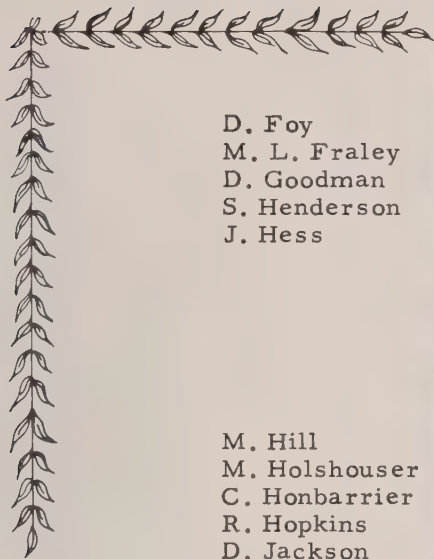 D. Foy
M. L. Fraley
D. Goodman
S. Henderson
J. Hess
M. Hill
M. Holshouser
C. Honbarrier
R. Hopkins
D. Jackson